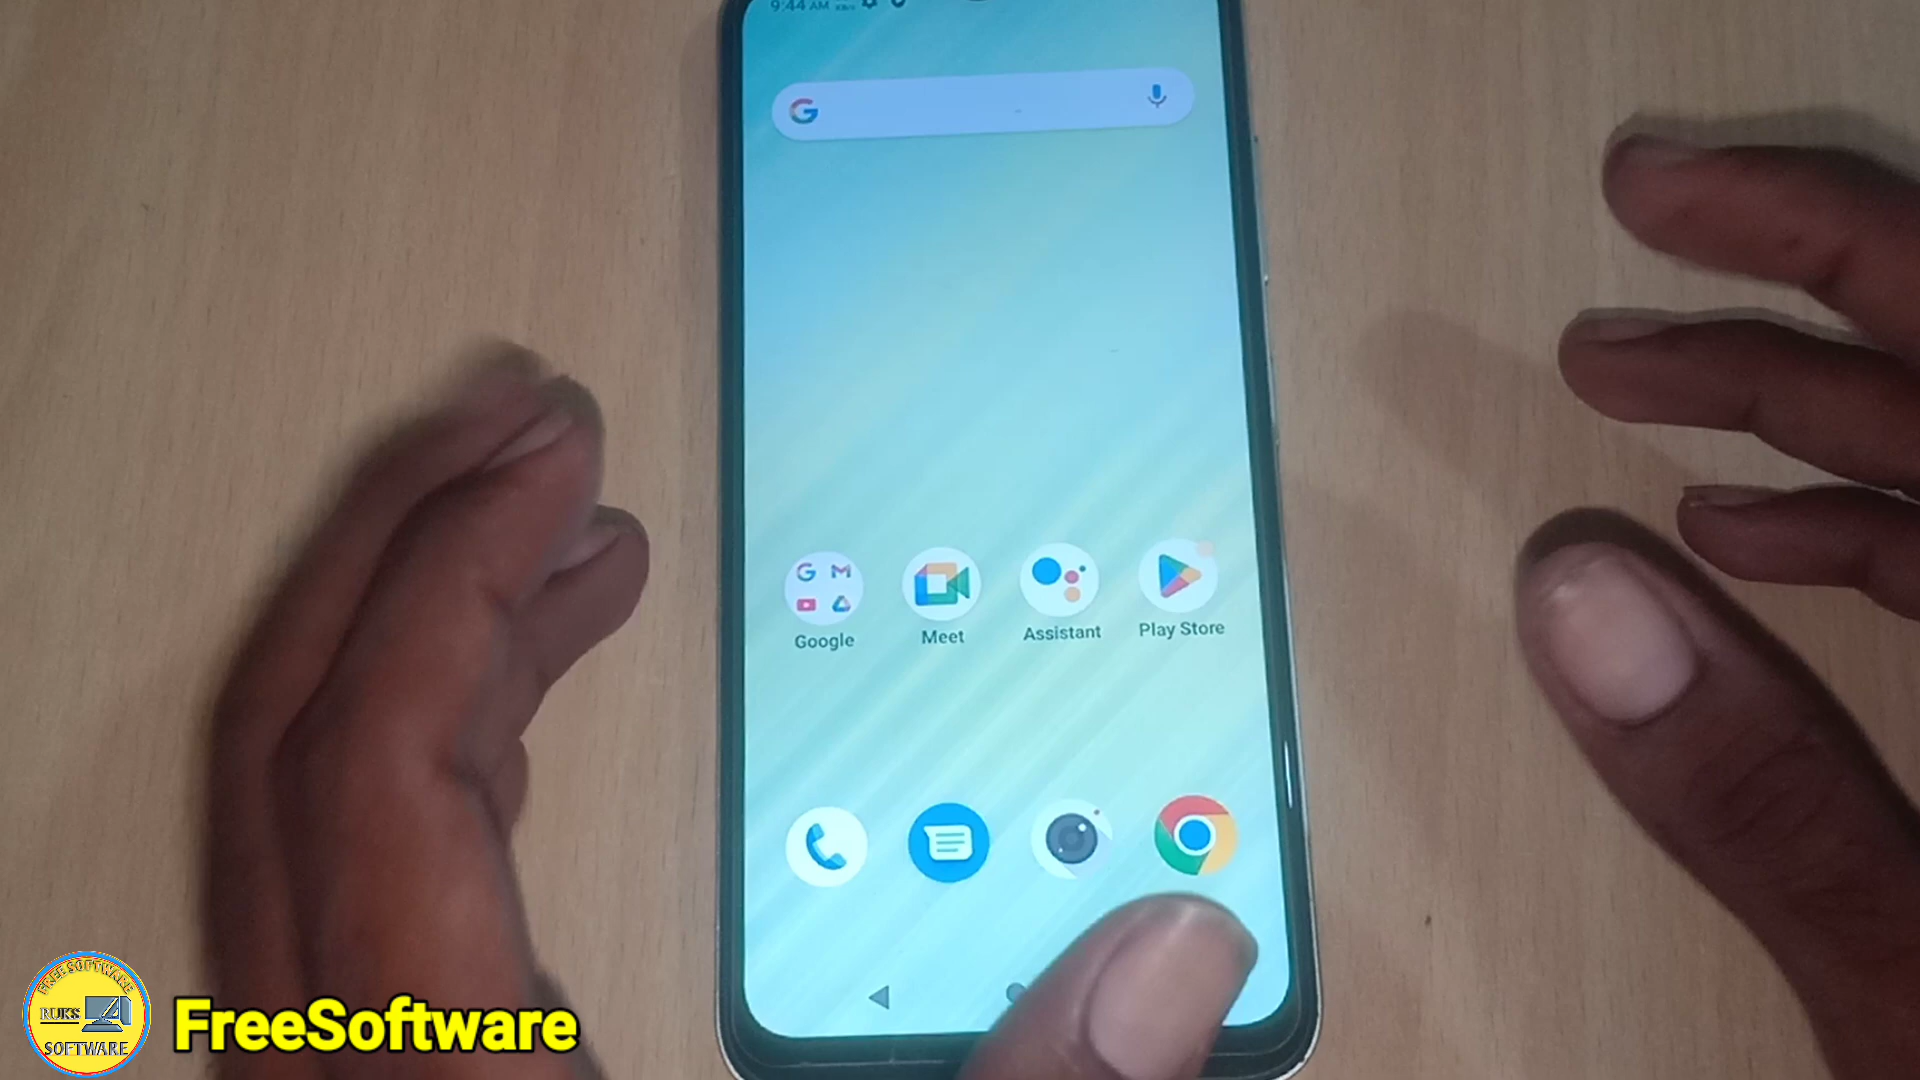 9:44 AM
Google
Meet
Assistant
Play Store
FREE SOFTWARE
RUKS
SOFTWARE
FreeSoftware